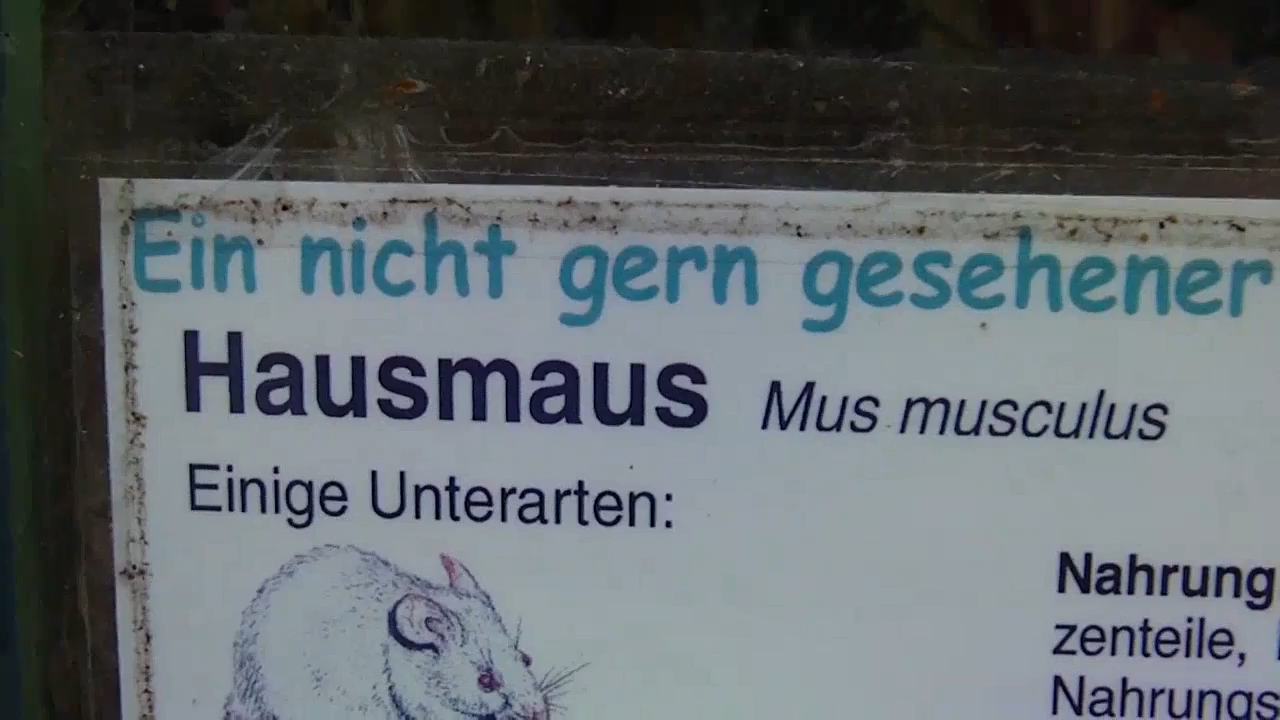 Ein nicht gern gesehener
Hausmaus Mus musculus
Einige Unterarten:
Nahrung
zenteile,
Nahrungs